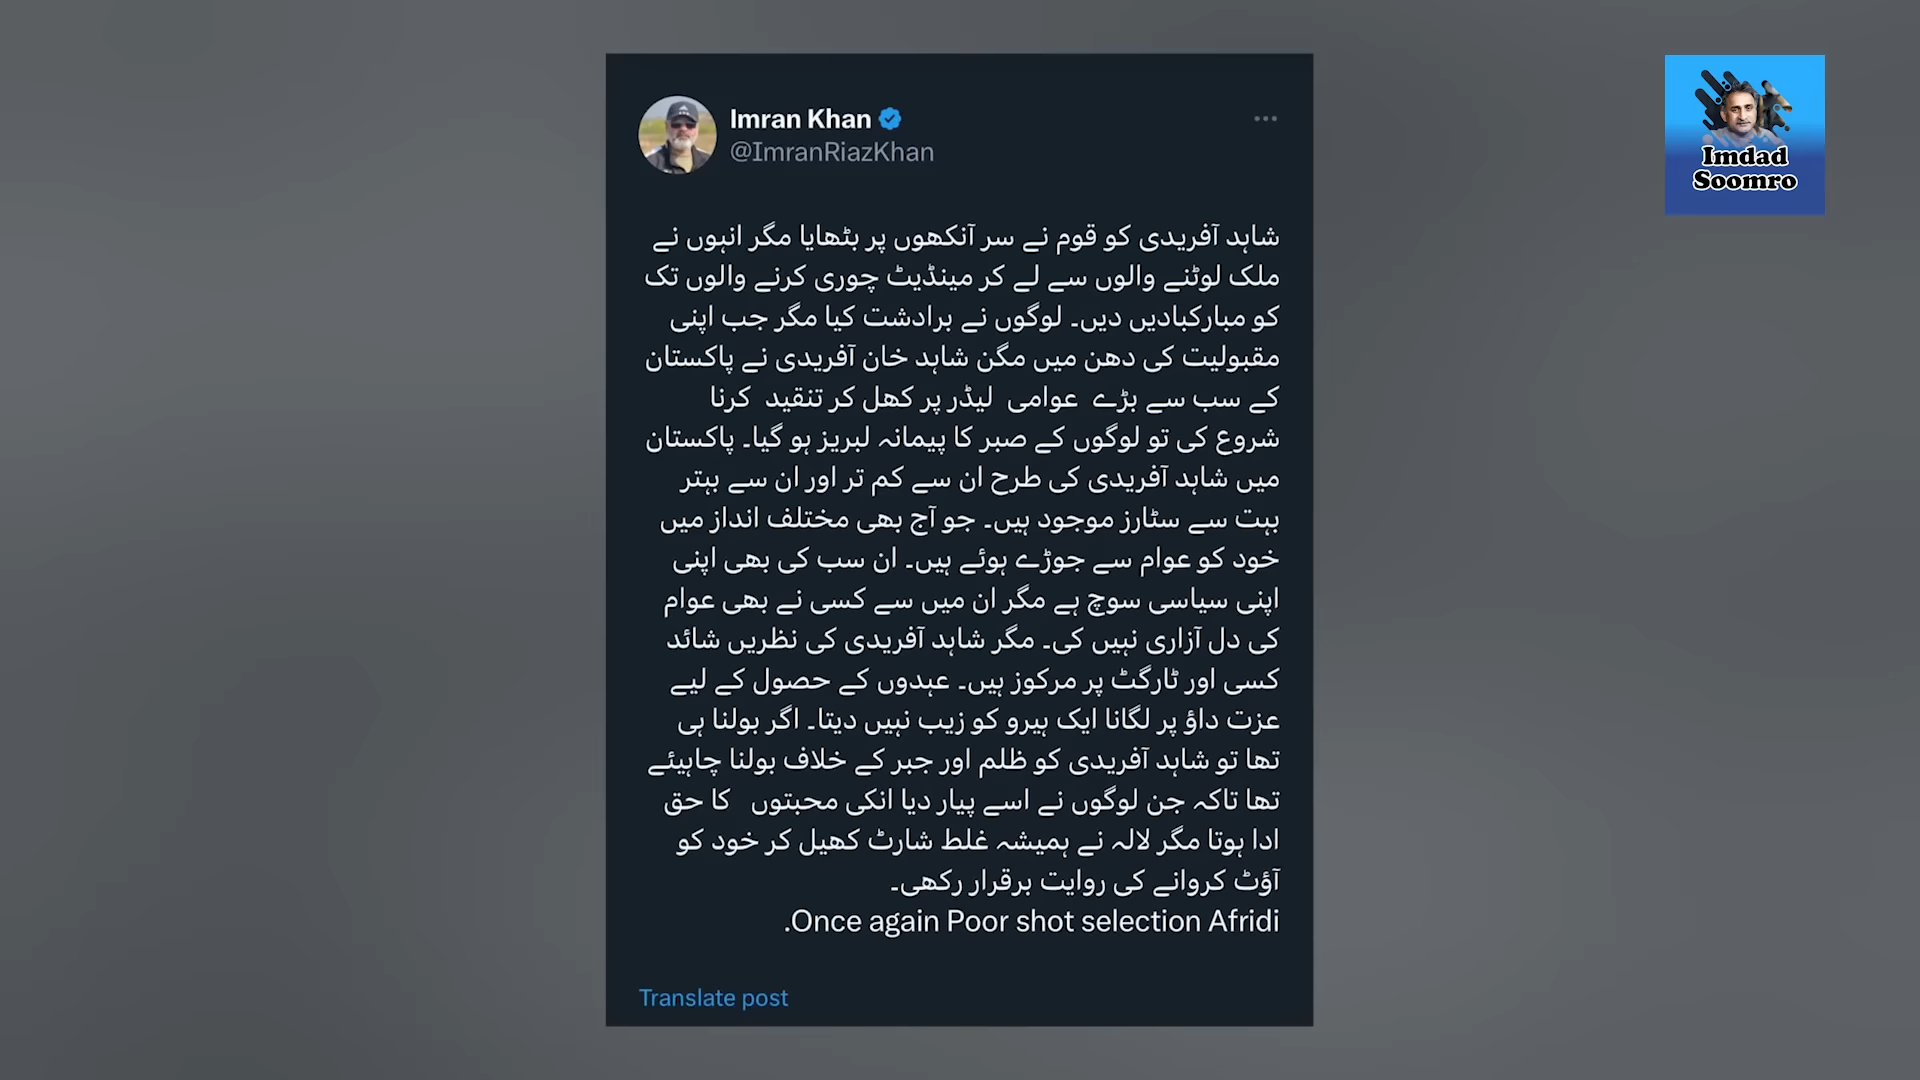 Imran Khan
@ImranRiazKhan
شاہد آفریدی کو قوم نے سر آنکھوں پر بٹھایا مگر انہوں نے
ملک لوٹنے والوں سے لے کر مینڈیٹ چوری کرنے والوں تک
کو مبارکبادیں دیں۔ لوگوں نے برادشت کیا مگر جب اپنی
مقبولیت کی دھن میں مگن شاہد خان آفریدی نے پاکستان
کے سب سے بڑے عوامی لیڈر پر کھل کر تنقید کرنا
شروع کی تو لوگوں کے صبر کا پیمانہ لبریز ہو گیا۔ پاکستان
میں شاہد آفریدی کی طرح ان سے کم تر اور ان سے بہتر
بہت سے سٹارز موجود ہیں۔ جو آج بھی مختلف انداز میں
خود کو عوام سے جوڑے ہوئے ہیں۔ ان سب کی بھی اپنی
اپنی سیاسی سوچ ہے مگر ان میں سے کسی نے بھی عوام
کی دل آزاری نہیں کی۔ مگر شاہد آفریدی کی نظریں شائد
کسی اور ٹارگٹ پر مرکوز ہیں۔ عہدوں کے حصول کے لیے
عزت داؤ پر لگانا ایک ہیرو کو زیب نہیں دیتا۔ اگر بولنا ہی
تھا تو شاہد آفریدی کو ظلم اور جبر کے خلاف بولنا چاہیئے
تھا تاکہ جن لوگوں نے اسے پیار دیا انکی محبتوں کا حق
ادا ہوتا مگر لالہ نے ہمیشہ غلط شارٹ کھیل کر خود کو
آؤٹ کروانے کی روایت برقرار رکھی۔
Once again Poor shot selection Afridi.
Translate post
Imdad
Soomro